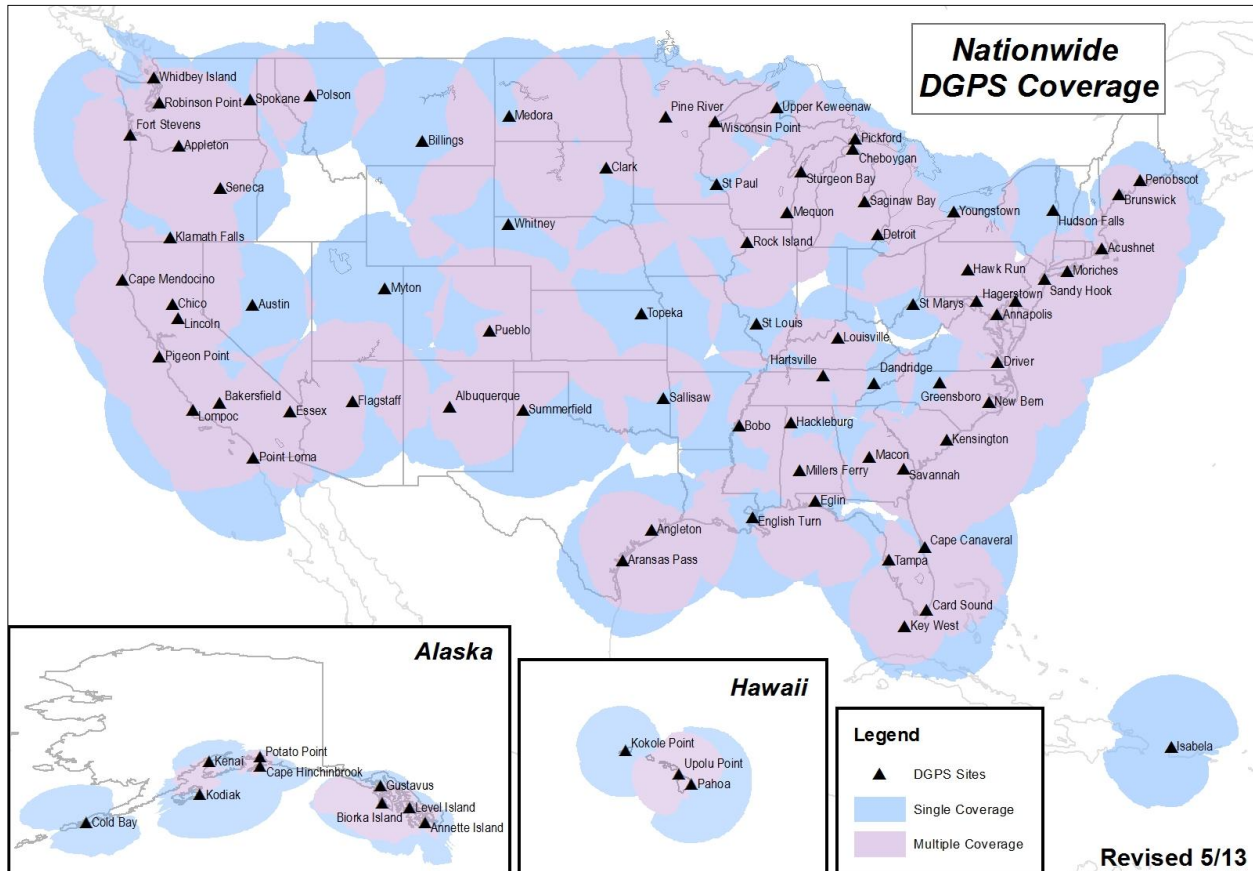 Nationwide
DGPS Coverage
Whidbey Island
Robinson Point
Spokane
Polson
Fort Stevens
Appleton
Seneca
Klamath Falls
Billings
Medora
Pine River
Upper Keweenaw
Wisconsin Point
Pickford
Cheboygan
Clark
St Paul
Sturgeon Bay
Whitney
Mequon
Saginaw Bay
Youngstown
Hudson Falls
Penobscot
Brunswick
Rock Island
Detroit
Acushnet
Cape Mendocino
Chico
Lincoln
Austin
Myton
Hawk Run
Moriches
Sandy Hook
Hagerstown
Annapolis
St Marys
Topeka
St Louis
Pueblo
Louisville
Pigeon Point
Hartsville
Dandridge
Driver
Greensboro
New Bern
Bakersfield
Lompoc
Essex
Flagstaff
Albuquerque
Summerfield
Sallisaw
Bobo
Hackleburg
Kensington
Point Loma
Macon
Millers Ferry
Savannah
Eglin
English Turn
Angleton
Aransas Pass
Cape Canaveral
Tampa
Card Sound
Key West
Alaska
Kenai
Potato Point
Cape Hinchinbrook
Kodiak
Cold Bay
Gustavus
Biorka Island
Level Island
Annette Island
Hawaii
Kokole Point
Upolu Point
Pahoa
Legend
DGPS Sites
Single Coverage
Multiple Coverage
Isabela
Revised 5/13